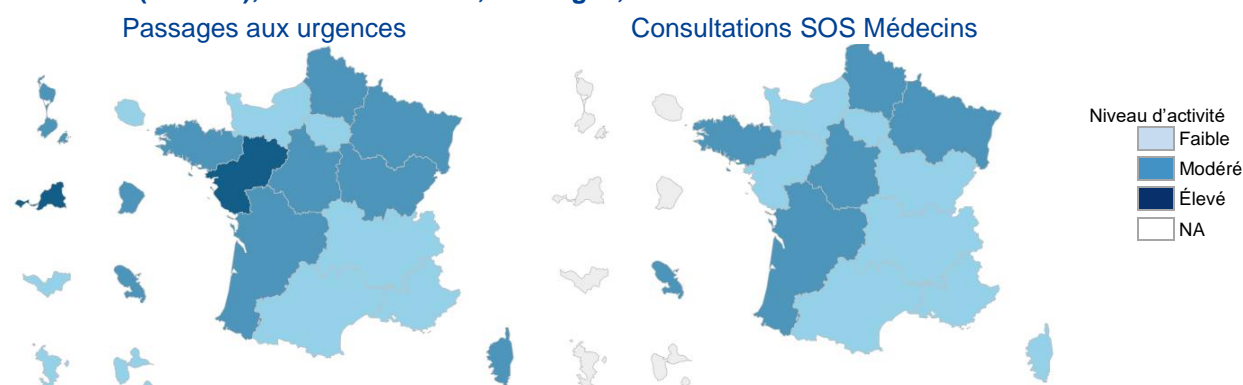 Passages aux urgences
Consultations SOS Médecins
Niveau d'activité
Faible
Modéré
Élevé
NA